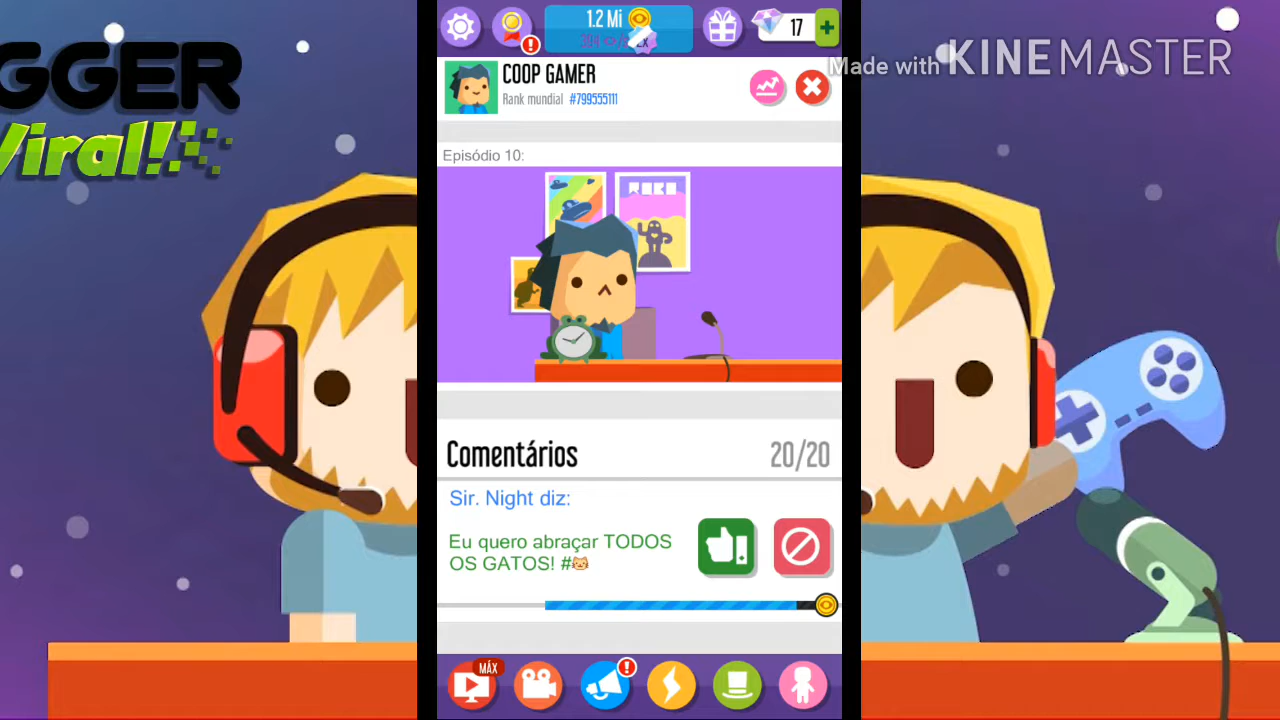 GGER
Viral!
1.2 Mi
17
Made with KINEMASTER
COOP GAMER
Rank mundial #799555111
Episódio 10:
Comentários 20/20
Sir. Night diz:
Eu quero abraçar TODOS
OS GATOS! #🐱
MÁX